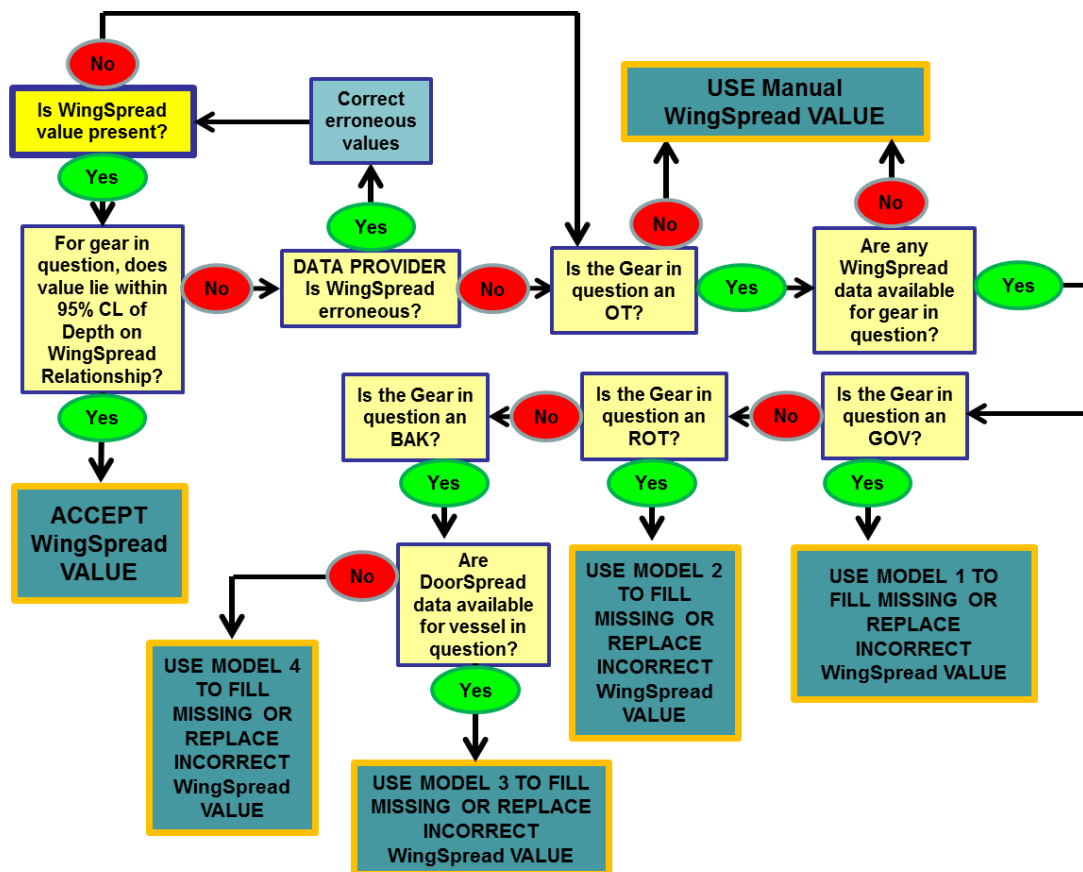 No
Is WingSpread
value present?
Yes
Correct
erroneous
values
USE Manual
WingSpread VALUE
For gear in
question, does
value lie within
95% CL of
Depth on
WingSpread
Relationship?
No
Yes
DATA PROVIDER
Is WingSpread
erroneous?
No
No
Is the Gear in
question an
OT?
Yes
No
Are any
WingSpread
data available
for gear in
question?
Yes
Yes
ACCEPT
WingSpread
VALUE
Is the Gear in
question an
BAK?
No
Is the Gear in
question an
ROT?
No
Is the Gear in
question an
GOV?
Yes
Yes
Yes
No
Are
DoorSpread
data available
for vessel in
question?
USE MODEL 2
TO FILL
MISSING OR
REPLACE
INCORRECT
WingSpread
VALUE
USE MODEL 1 TO
FILL MISSING OR
REPLACE
INCORRECT
WingSpread VALUE
USE MODEL 4
TO FILL
MISSING OR
REPLACE
INCORRECT
WingSpread
VALUE
Yes
USE MODEL 3 TO FILL
MISSING OR REPLACE
INCORRECT
WingSpread VALUE